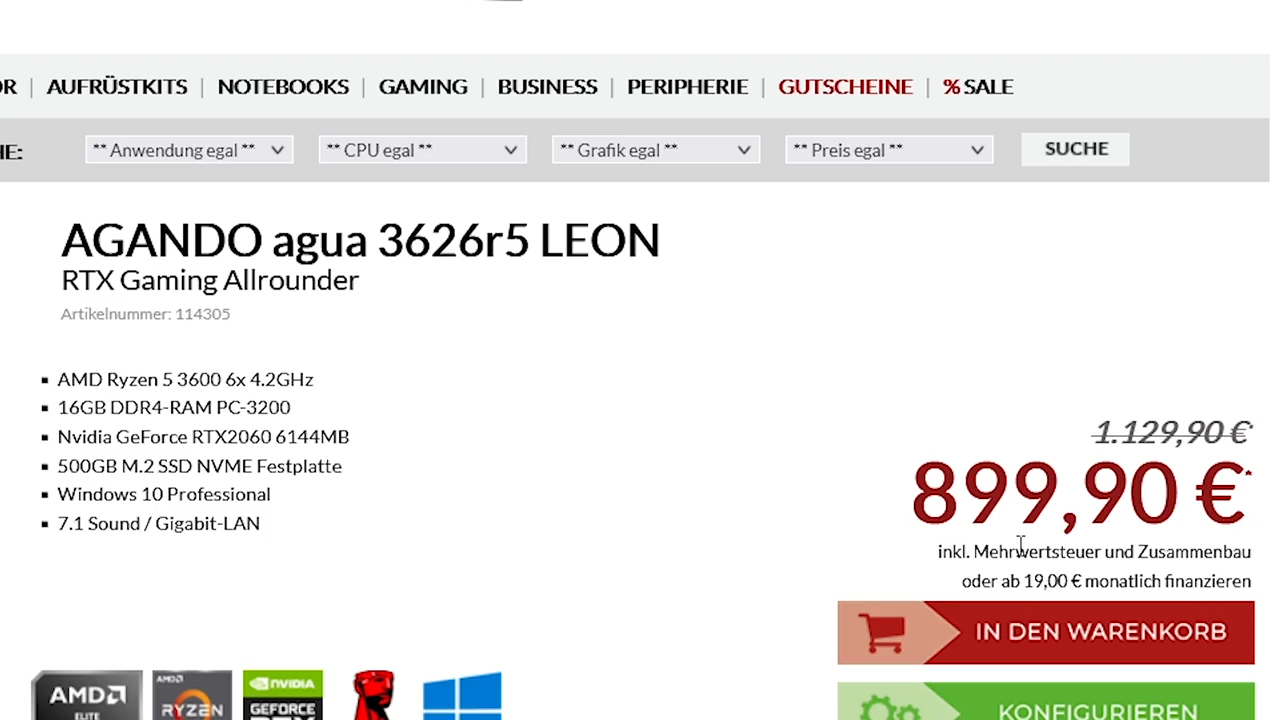 AUFRÜSTKITS | NOTEBOOKS | GAMING | BUSINESS | PERIPHERIE | GUTSCHEINE | % SALE
** Anwendung egal ** ** CPU egal ** ** Grafik egal ** ** Preis egal ** SUCHE
AGANDO agua 3626r5 LEON
RTX Gaming Allrounder
Artikelnummer: 114305
AMD Ryzen 5 3600 6x 4.2GHz
16GB DDR4-RAM PC-3200
Nvidia GeForce RTX2060 6144MB
500GB M.2 SSD NVME Festplatte
Windows 10 Professional
7.1 Sound / Gigabit-LAN
1.129,90 €*
899,90 €*
inkl. Mehrwertsteuer und Zusammenbau
oder ab 19,00 € monatlich finanzieren
IN DEN WARENKORB
KONFIGURIEREN
AMD
ELITE
AMD
RYZEN
NVIDIA
GEFORCE